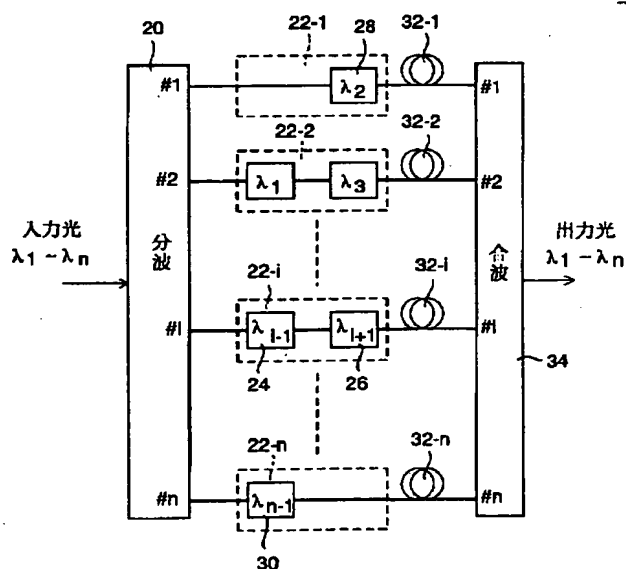 20
22-1
28
32-1
#1
λ2
#1
22-2
32-2
#2
λ1
λ3
#2
入力光
λ1 ~ λn
分波
合波
出力光
λ1 ~ λn
22-i
32-i
#i
λi-1
λi+1
#i
24
26
34
22-n
32-n
#n
λn-1
#n
30